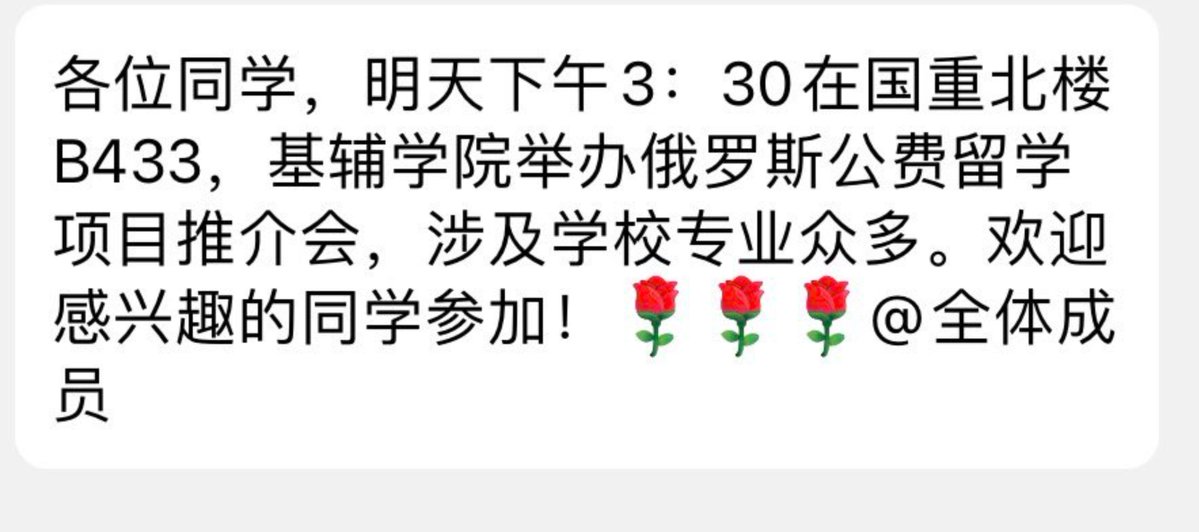 各位同学，明天下午3：30在国重北楼
B433，基辅学院举办俄罗斯公费留学
项目推介会，涉及学校专业众多。欢迎
感兴趣的同学参加！🌹🌹🌹@全体成
员